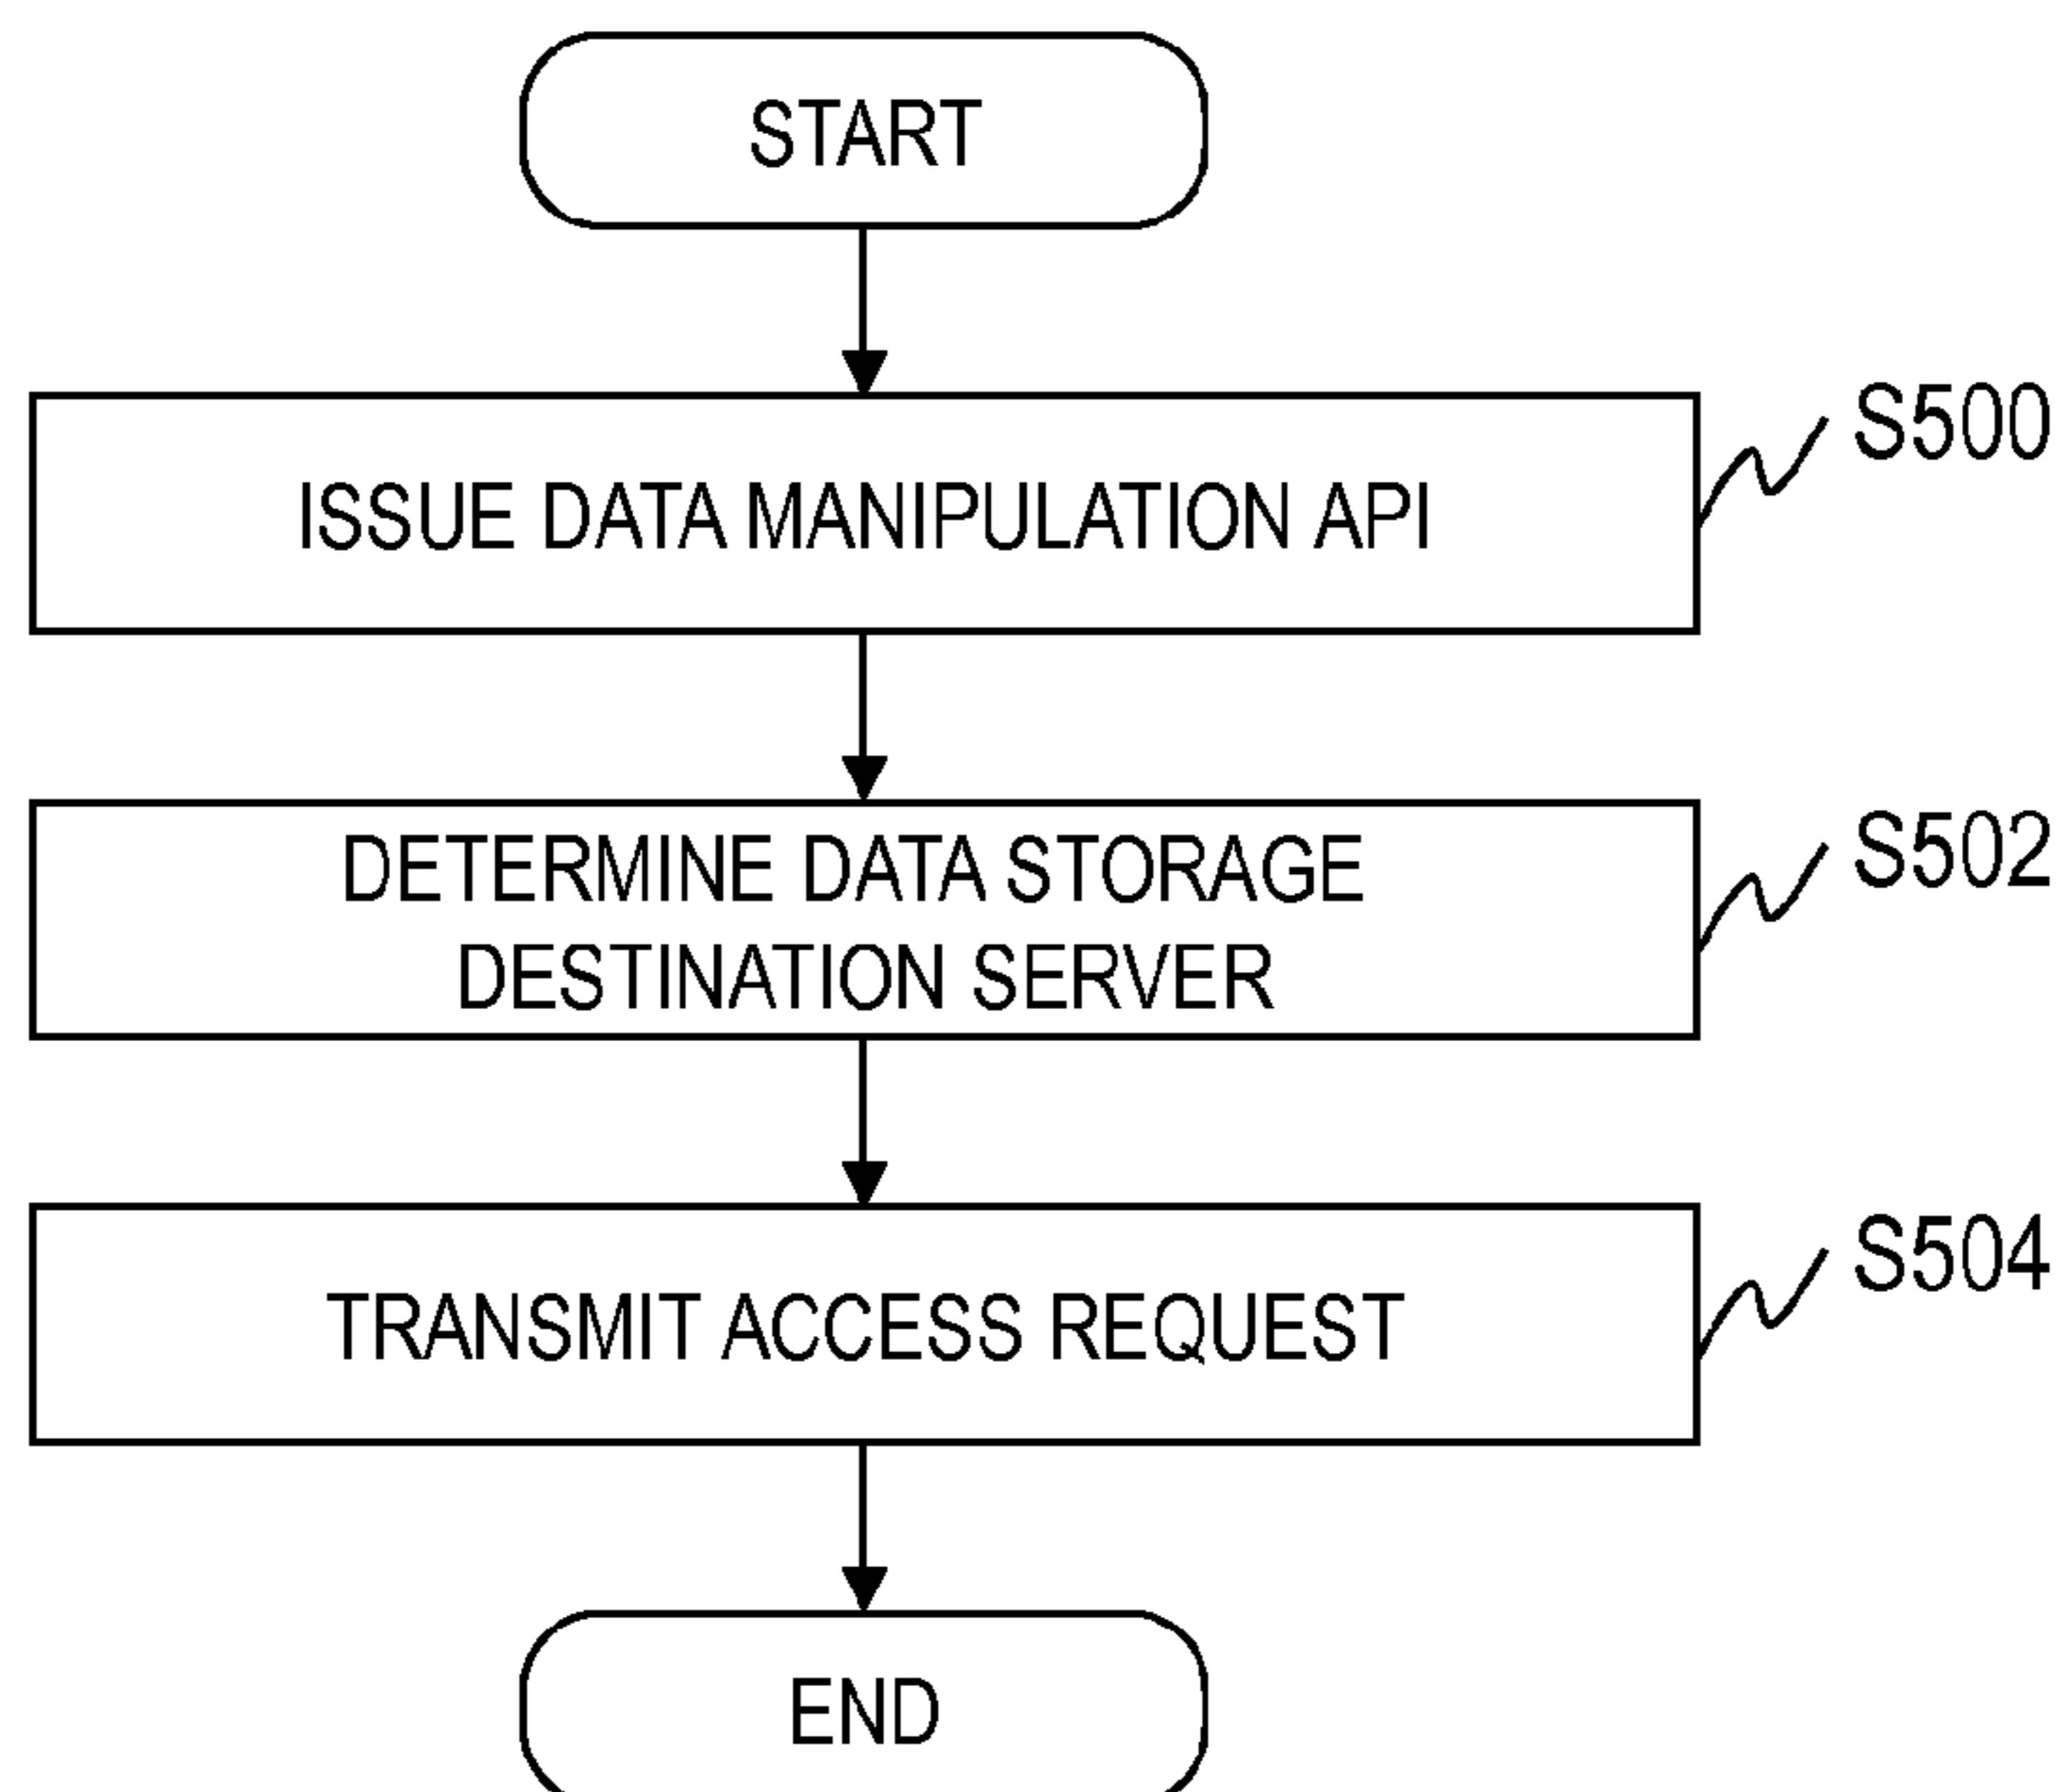 START
S500
ISSUE DATA MANIPULATION API
S502
DETERMINE DATA STORAGE
DESTINATION SERVER
S504
TRANSMIT ACCESS REQUEST
END